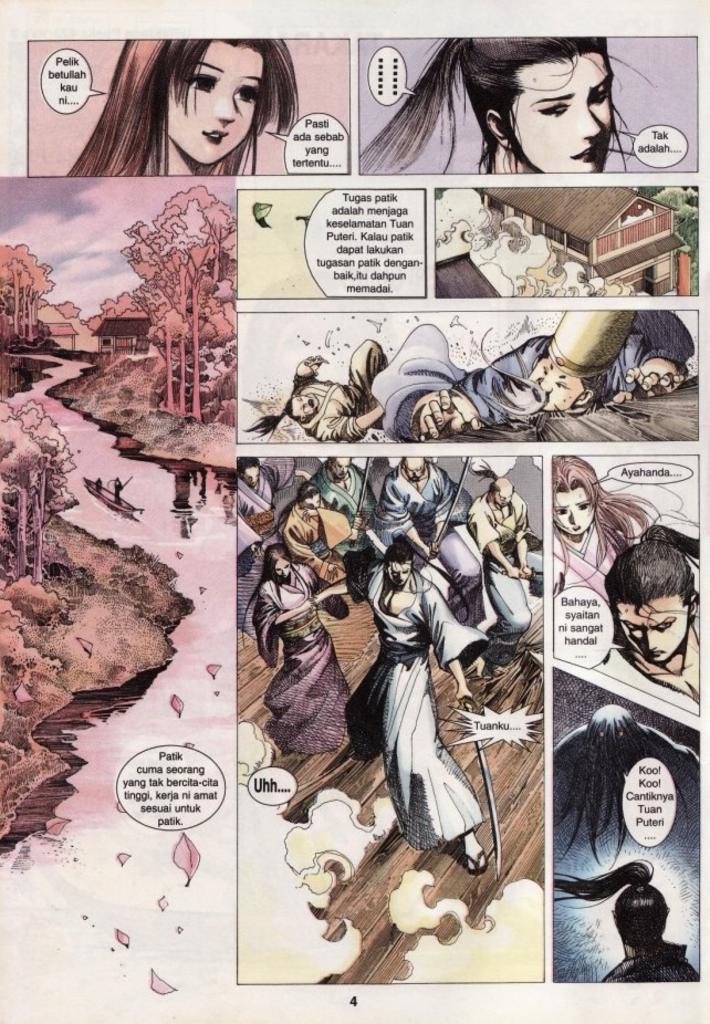 Pelik
betullah
kau
ni....
Pasti
ada sebab
yang
tertentu....
Tak
adalah....
Tugas patik
adalah menjaga
keselamatan Tuan
Puteri. Kalau patik
dapat lakukan
tugasan patik dengan-
baik,itu dahpun
memadai.
Patik
cuma seorang
yang tak bercita-cita
tinggi, kerja ni amat
sesuai untuk
patik.
Uhh....
Tuanku....
Ayahanda....
Bahaya,
syaitan
ni sangat
handal
....
Koo!
Koo!
Cantiknya
Tuan
Puteri
....
4